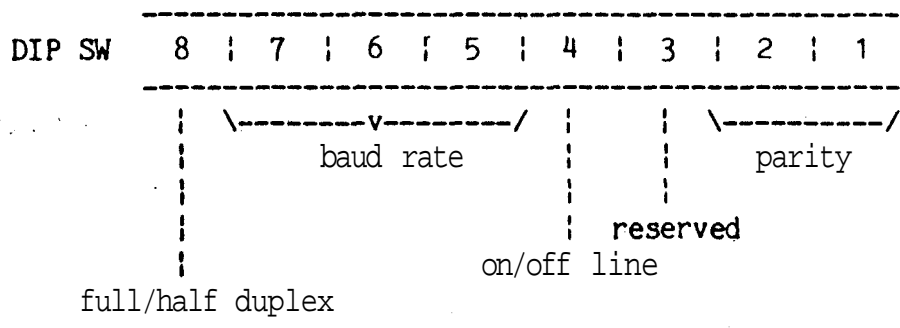 DIP SW 8 ¦ 7 ¦ 6 ¦ 5 ¦ 4 ¦ 3 ¦ 2 ¦ 1
baud rate parity
reserved
on/off line
full/half duplex